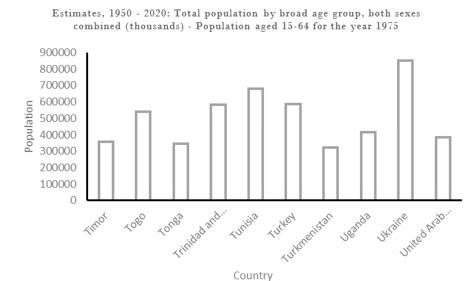 Estimates, 1950 - 2020: Total population by broad age group, both sexes
combined (thousands) - Population aged 15-64 for the year 1975
900000
800000
700000
600000
500000
400000
300000
200000
100000
0
Population
Timor
Togo
Tonga
Trinidad and...
Tunisia
Turkey
Turkmenistan
Uganda
Ukraine
United Arab...
Country